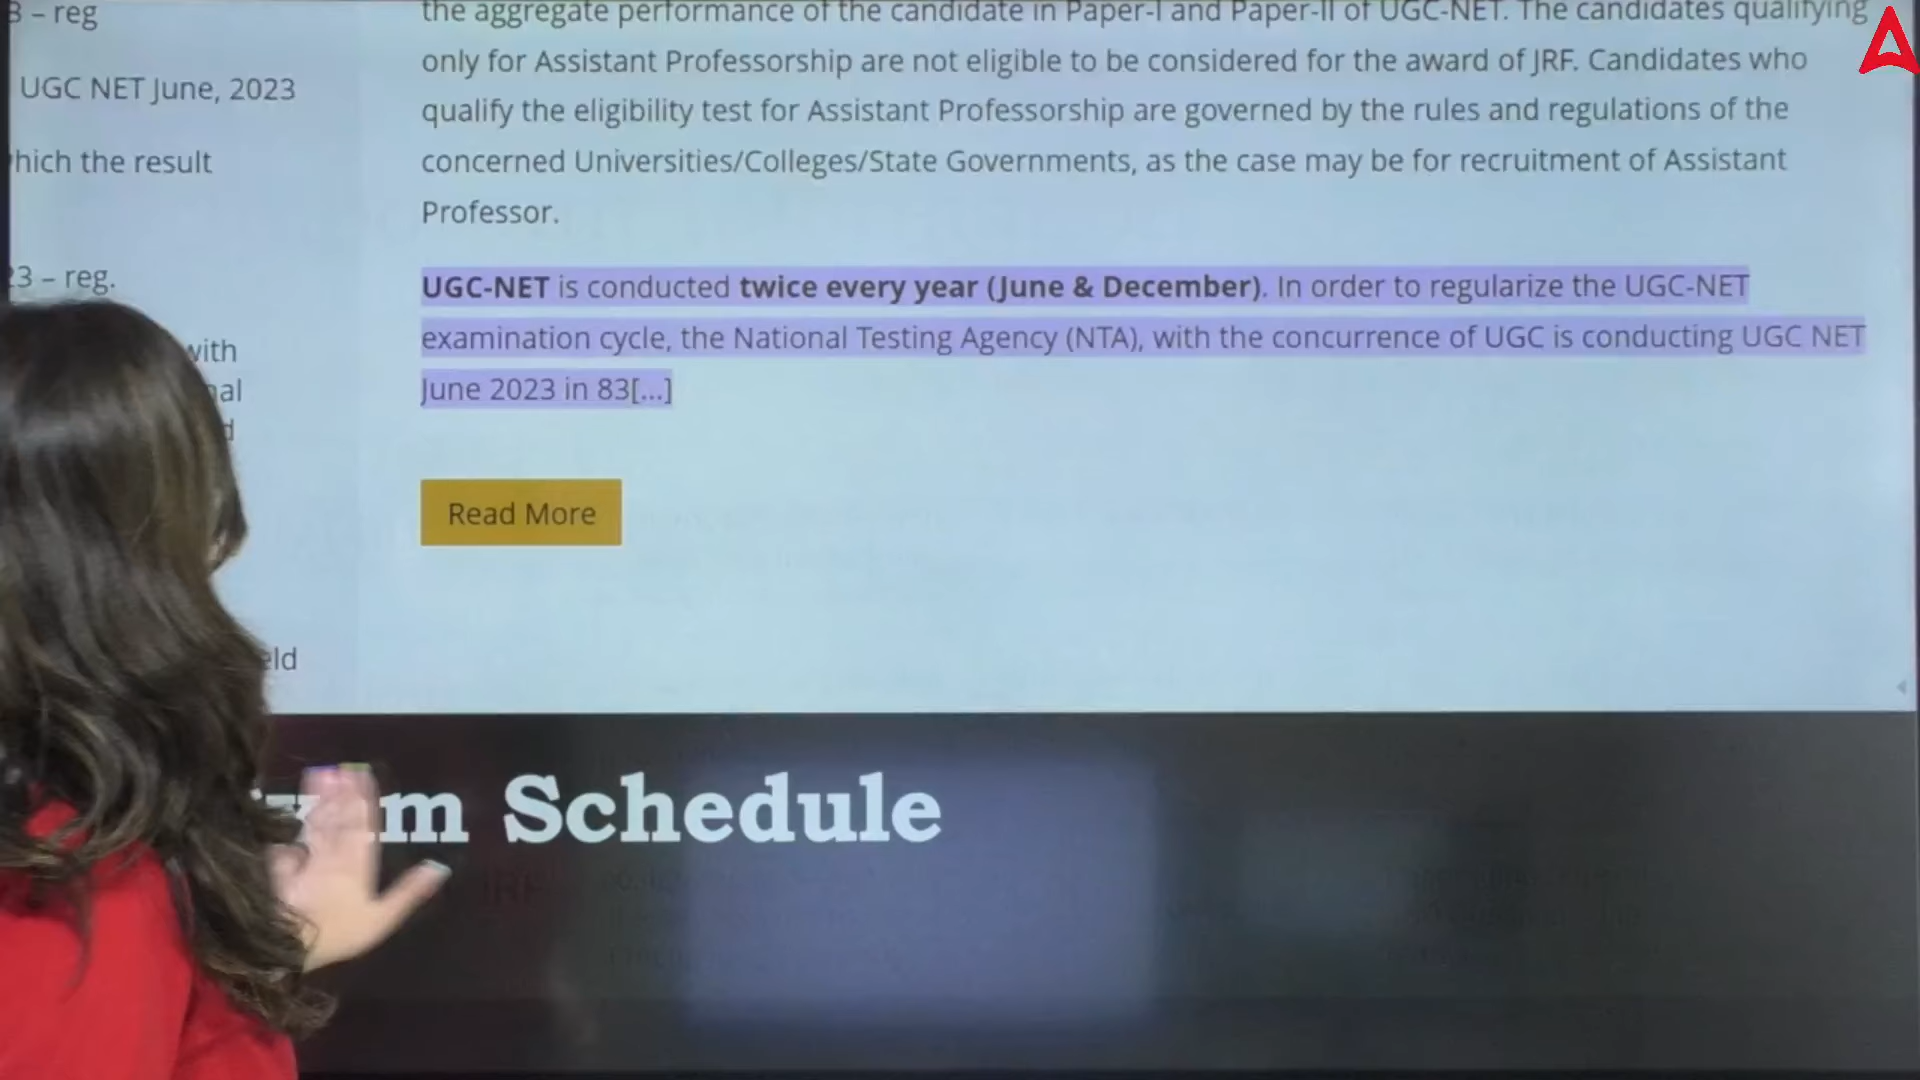 3 – reg
UGC NET June, 2023
hich the result
23 – reg.
with
nal
d
eld
the aggregate performance of the candidate in Paper-I and Paper-II of UGC-NET. The candidates qualifying
only for Assistant Professorship are not eligible to be considered for the award of JRF. Candidates who
qualify the eligibility test for Assistant Professorship are governed by the rules and regulations of the
concerned Universities/Colleges/State Governments, as the case may be for recruitment of Assistant
Professor.
UGC-NET is conducted twice every year (June & December). In order to regularize the UGC-NET
examination cycle, the National Testing Agency (NTA), with the concurrence of UGC is conducting UGC NET
June 2023 in 83[...]
Read More
xam Schedule